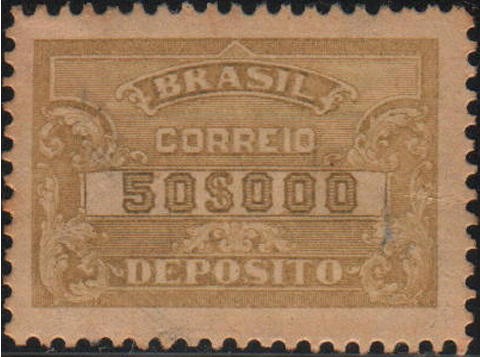 BRASIL
CORREIO
50$000
DEPOSITO